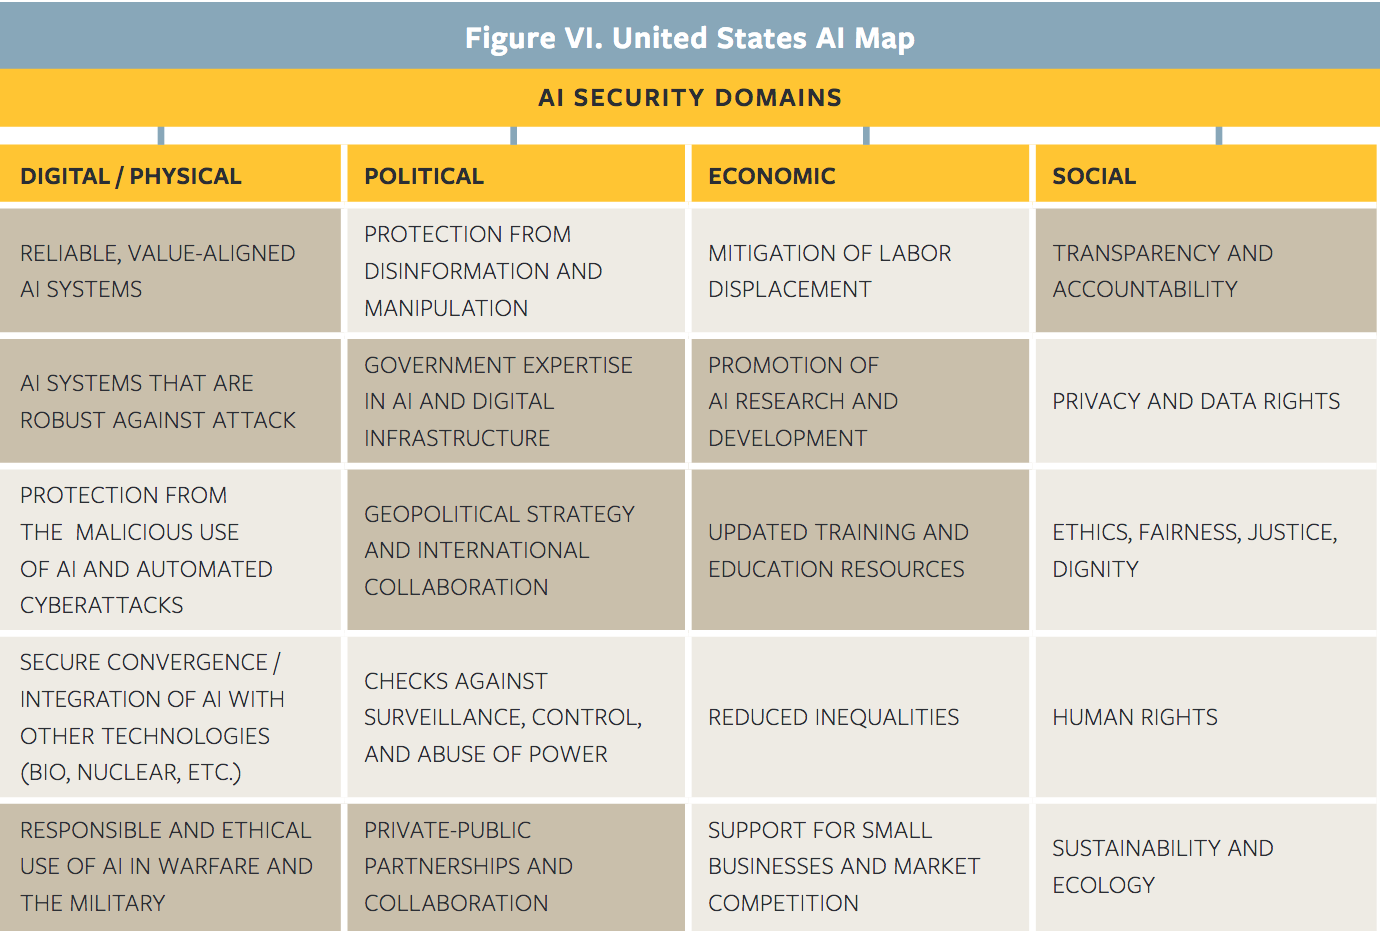 Figure VI. United States AI Map
AI SECURITY DOMAINS
DIGITAL / PHYSICAL
POLITICAL
ECONOMIC
SOCIAL
RELIABLE, VALUE-ALIGNED
AI SYSTEMS
PROTECTION FROM
DISINFORMATION AND
MANIPULATION
MITIGATION OF LABOR
DISPLACEMENT
TRANSPARENCY AND
ACCOUNTABILITY
AI SYSTEMS THAT ARE
ROBUST AGAINST ATTACK
GOVERNMENT EXPERTISE
IN AI AND DIGITAL
INFRASTRUCTURE
PROMOTION OF
AI RESEARCH AND
DEVELOPMENT
PRIVACY AND DATA RIGHTS
PROTECTION FROM
THE MALICIOUS USE
OF AI AND AUTOMATED
CYBERATTACKS
GEOPOLITICAL STRATEGY
AND INTERNATIONAL
COLLABORATION
UPDATED TRAINING AND
EDUCATION RESOURCES
ETHICS, FAIRNESS, JUSTICE,
DIGNITY
SECURE CONVERGENCE /
INTEGRATION OF AI WITH
OTHER TECHNOLOGIES
(BIO, NUCLEAR, ETC.)
CHECKS AGAINST
SURVEILLANCE, CONTROL,
AND ABUSE OF POWER
REDUCED INEQUALITIES
HUMAN RIGHTS
RESPONSIBLE AND ETHICAL
USE OF AI IN WARFARE AND
THE MILITARY
PRIVATE-PUBLIC
PARTNERSHIPS AND
COLLABORATION
SUPPORT FOR SMALL
BUSINESSES AND MARKET
COMPETITION
SUSTAINABILITY AND
ECOLOGY